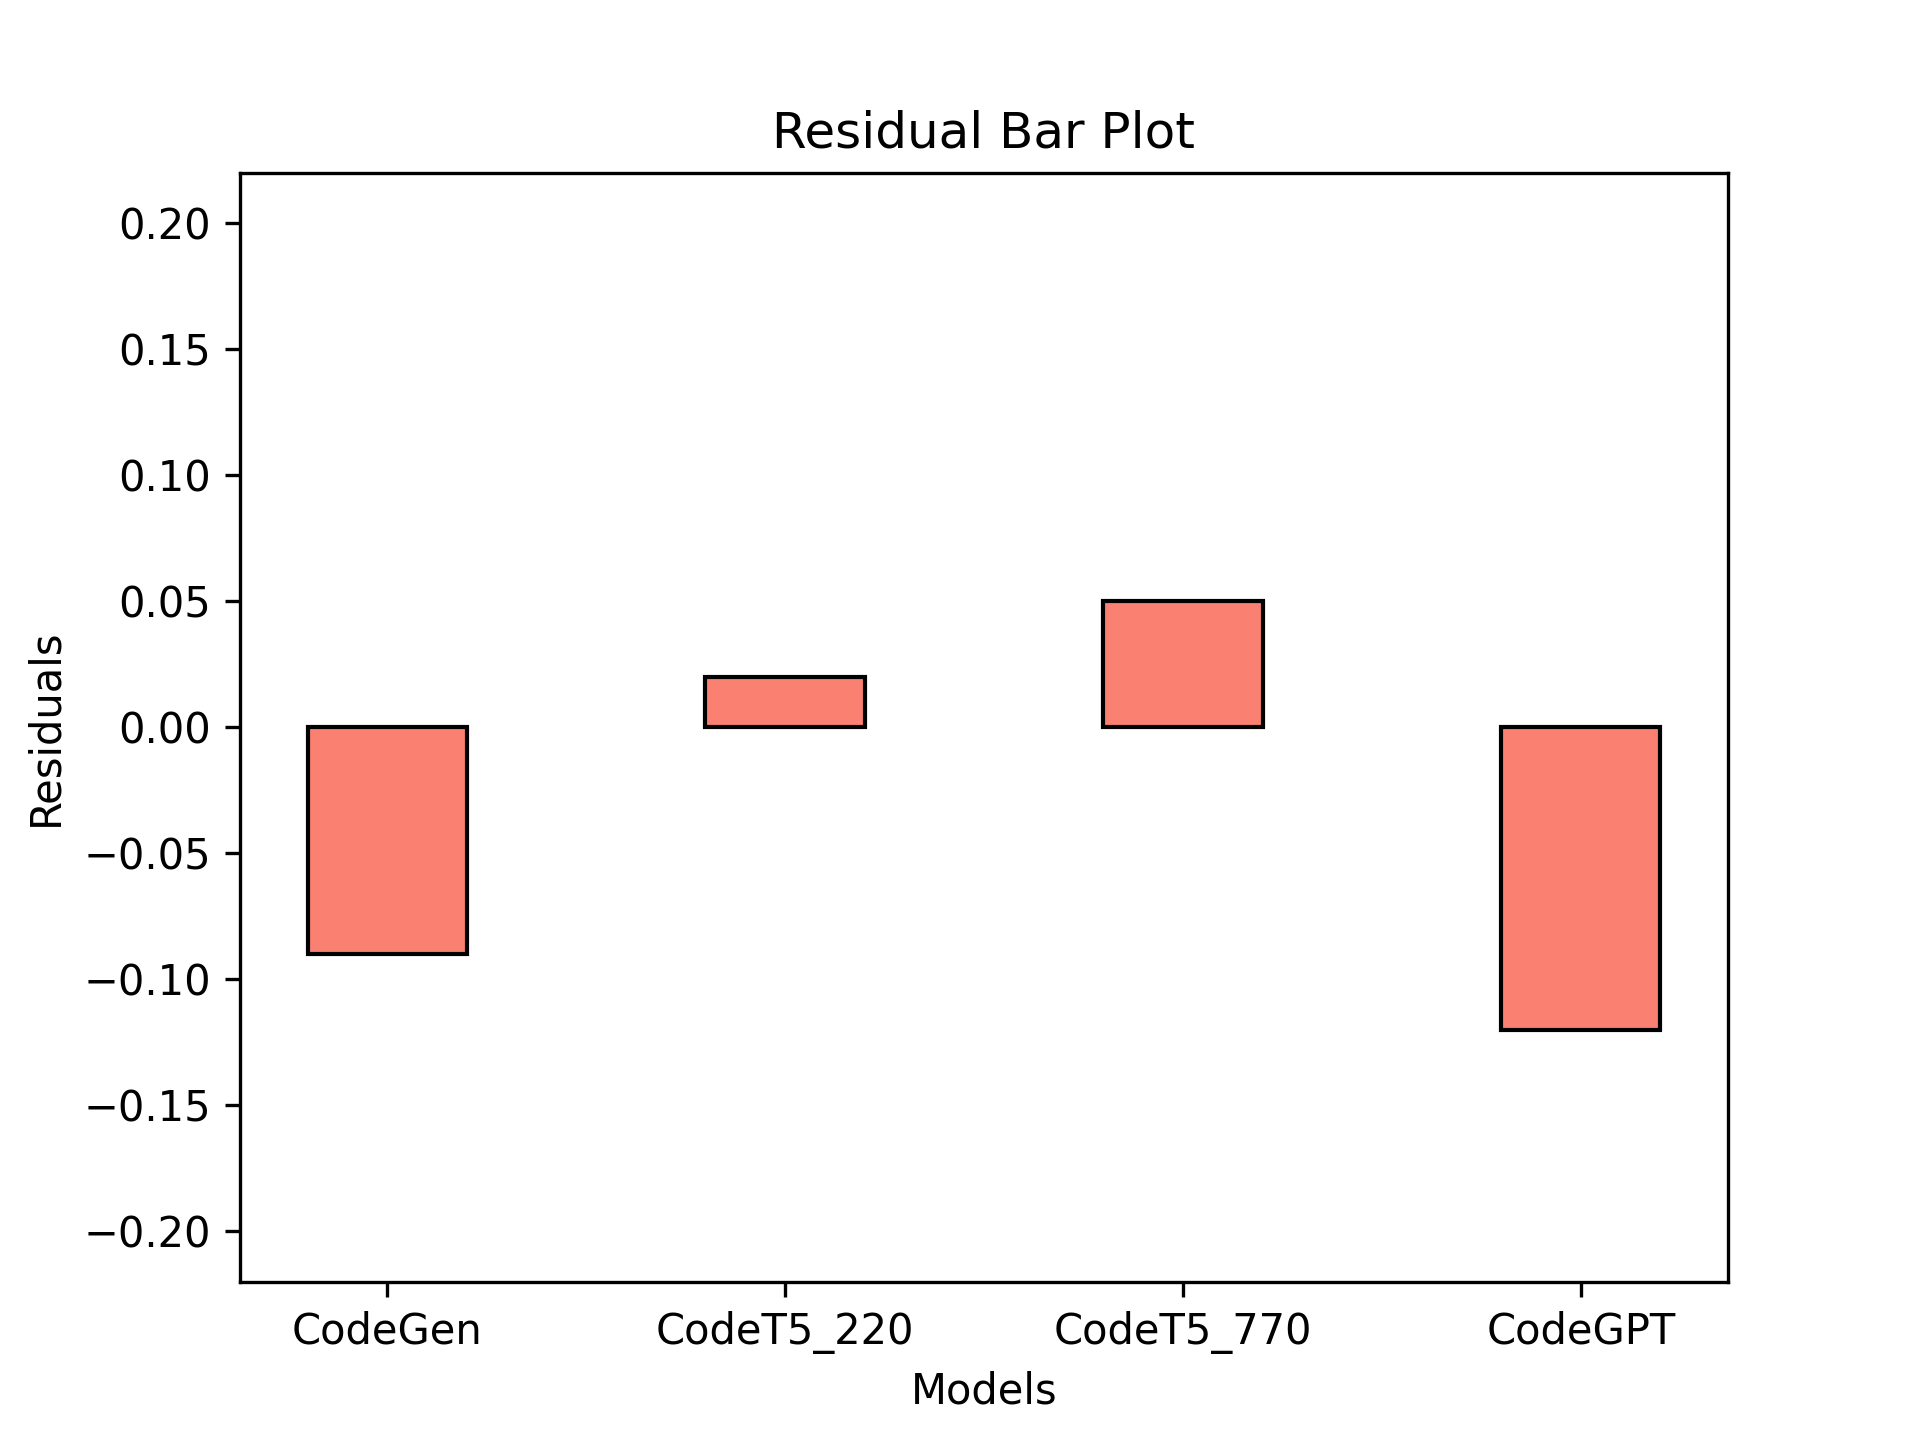 Residual Bar Plot
Residuals
0.20
0.15
0.10
0.05
0.00
−0.05
−0.10
−0.15
−0.20
CodeGen CodeT5_220 CodeT5_770 CodeGPT
Models